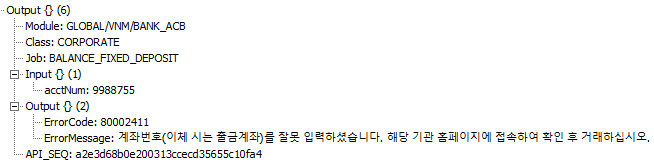 Output {} (6)
Module: GLOBAL/VNM/BANK_ACB
Class: CORPORATE
Job: BALANCE_FIXED_DEPOSIT
Input {} (1)
acctNum: 9988755
Output {} (2)
ErrorCode: 80002411
ErrorMessage: 계좌번호(이체 시는 출금계좌)를 잘못 입력하셨습니다. 해당 기관 홈페이지에 접속하여 확인 후 거래하십시오.
API_SEQ: a2e3d68b0e200313ccecd35655c10fa4